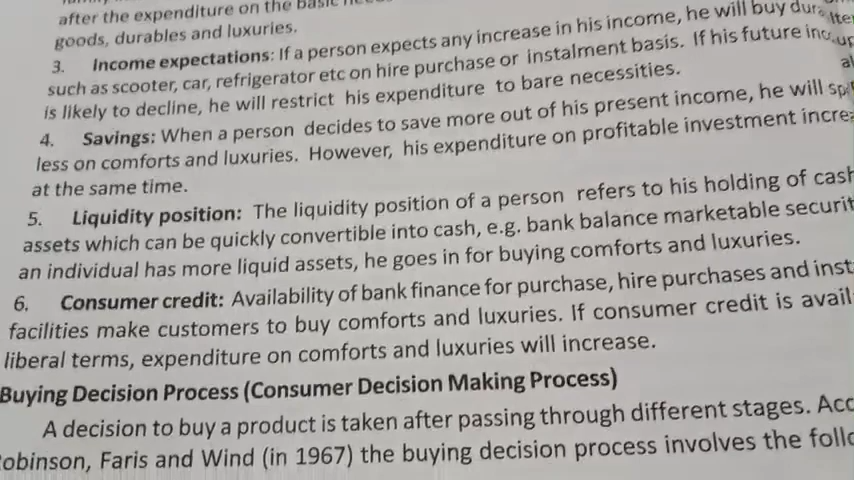 after the expenditure on the basic
goods, durables and luxuries.
3. Income expectations: If a person expects any increase in his income, he will buy
such as scooter, car, refrigerator etc on hire purchase or instalment basis. If his future
is likely to decline, he will restrict his expenditure to bare necessities.
4. Savings: When a person decides to save more out of his present income, he will
less on comforts and luxuries. However, his expenditure on profitable investment
at the same time.
5. Liquidity position: The liquidity position of a person refers to his holding of cash
assets which can be quickly convertible into cash, e.g. bank balance marketable securit
an individual has more liquid assets, he goes in for buying comforts and luxuries.
6. Consumer credit: Availability of bank finance for purchase, hire purchases and inst
facilities make customers to buy comforts and luxuries. If consumer credit is avail
liberal terms, expenditure on comforts and luxuries will increase.
Buying Decision Process (Consumer Decision Making Process)
A decision to buy a product is taken after passing through different stages. Acc
obinson, Faris and Wind (in 1967) the buying decision process involves the follo